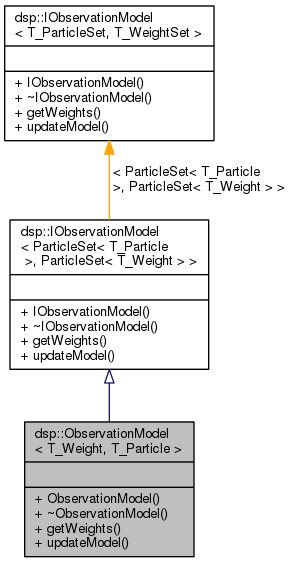 dsp::IObservationModel
< T_ParticleSet, T_WeightSet >
+ IObservationModel()
+ ~IObservationModel()
+ getWeights()
+ updateModel()
< ParticleSet< T_Particle
>, ParticleSet< T_Weight > >
dsp::IObservationModel
< ParticleSet< T_Particle
>, ParticleSet< T_Weight > >
+ IObservationModel()
+ ~IObservationModel()
+ getWeights()
+ updateModel()
dsp::ObservationModel
< T_Weight, T_Particle >
+ ObservationModel()
+ ~ObservationModel()
+ getWeights()
+ updateModel()